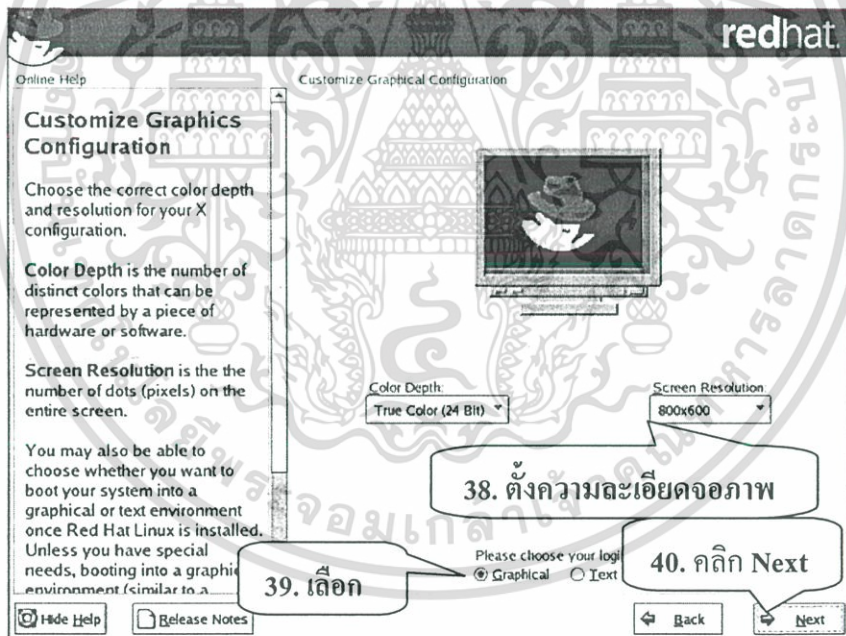 redhat.
Online Help
Customize Graphical Configuration
Customize Graphics
Configuration
Choose the correct color depth
and resolution for your X
configuration.
Color Depth is the number of
distinct colors that can be
represented by a piece of
hardware or software.
Screen Resolution is the the
number of dots (pixels) on the
entire screen.
You may also be able to
choose whether you want to
boot your system into a
graphical or text environment
once Red Hat Linux is installed.
Unless you have special
needs, booting into a graphic
environment (similar to a
Color Depth:
True Color (24 Bit)
Screen Resolution:
800x600
38. ตั้งความละเอียดจอภาพ
39. เลือก
Please choose your logi
Graphical
Text
40. คลิก Next
Hide Help
Release Notes
Back
Next